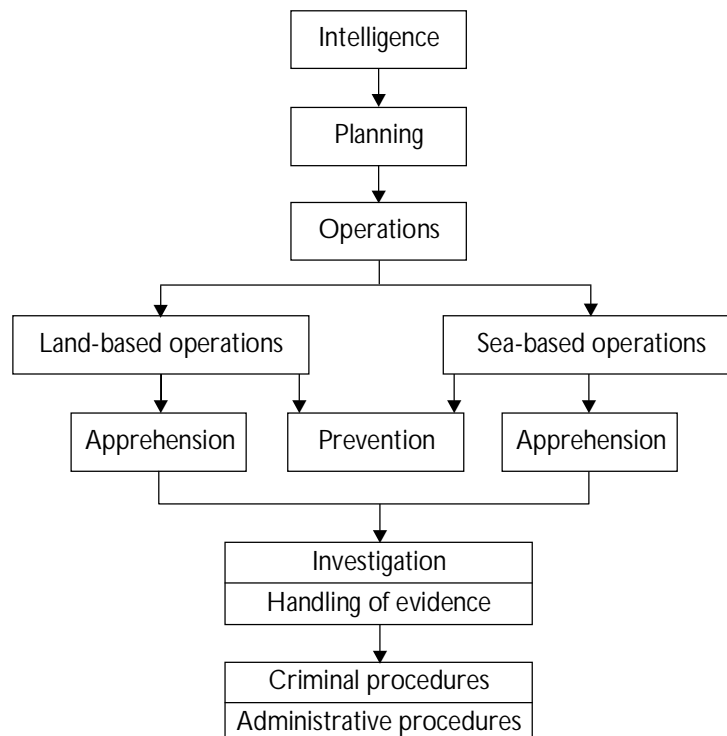 Intelligence
Planning
Operations
Land-based operations
Sea-based operations
Apprehension
Prevention
Apprehension
Investigation
Handling of evidence
Criminal procedures
Administrative procedures